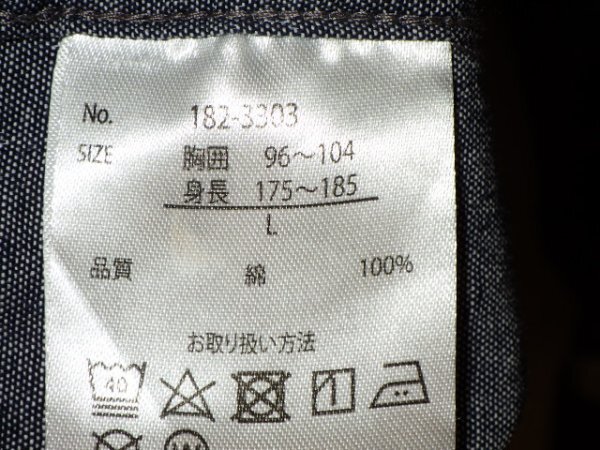 No. 182-3303
SIZE 胸囲 96～104
身長 175～185
L
品質 綿 100%
お取り扱い方法
40
W